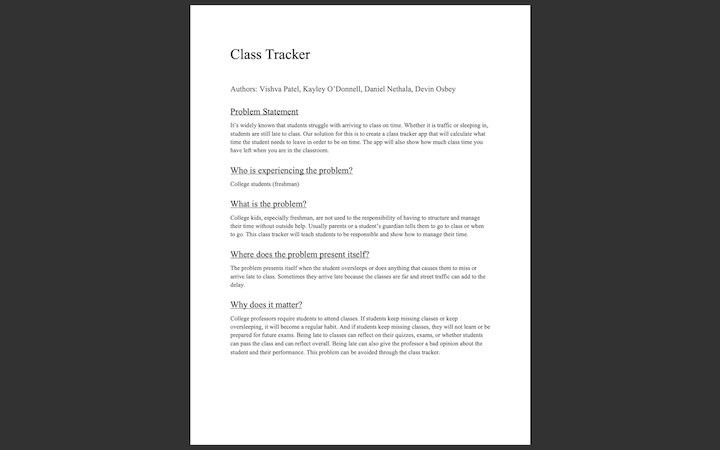 Class Tracker
Authors: Vishva Patel, Kayley O'Donnell, Daniel Nethala, Devin Osbey
Problem Statement
It's widely known that students struggle with arriving to class on time. Whether it is traffic or sleeping in,
students are still late to class. Our solution for this is to create a class tracker app that will calculate what
time the student needs to leave in order to be on time. The app will also show how much class time you
have left when you are in the classroom.
Who is experiencing the problem?
College students (freshman)
What is the problem?
College kids, especially freshman, are not used to the responsibility of having to structure and manage
their time without outside help. Usually parents or a student's guardian tells them to go to class or when
to go. This class tracker will teach students to be responsible and show how to manage their time.
Where does the problem present itself?
The problem presents itself when the student oversleeps or does anything that causes them to miss or
arrive late to class. Sometimes they arrive late because the classes are far and street traffic can add to the
delay.
Why does it matter?
College professors require students to attend classes. If students keep missing classes or keep
oversleeping, it will become a regular habit. And if students keep missing classes, they will not learn or be
prepared for future exams. Being late to classes can reflect on their quizzes, exams, or whether students
can pass the class and can reflect overall. Being late can also give the professor a bad opinion about the
student and their performance. This problem can be avoided through the class tracker.